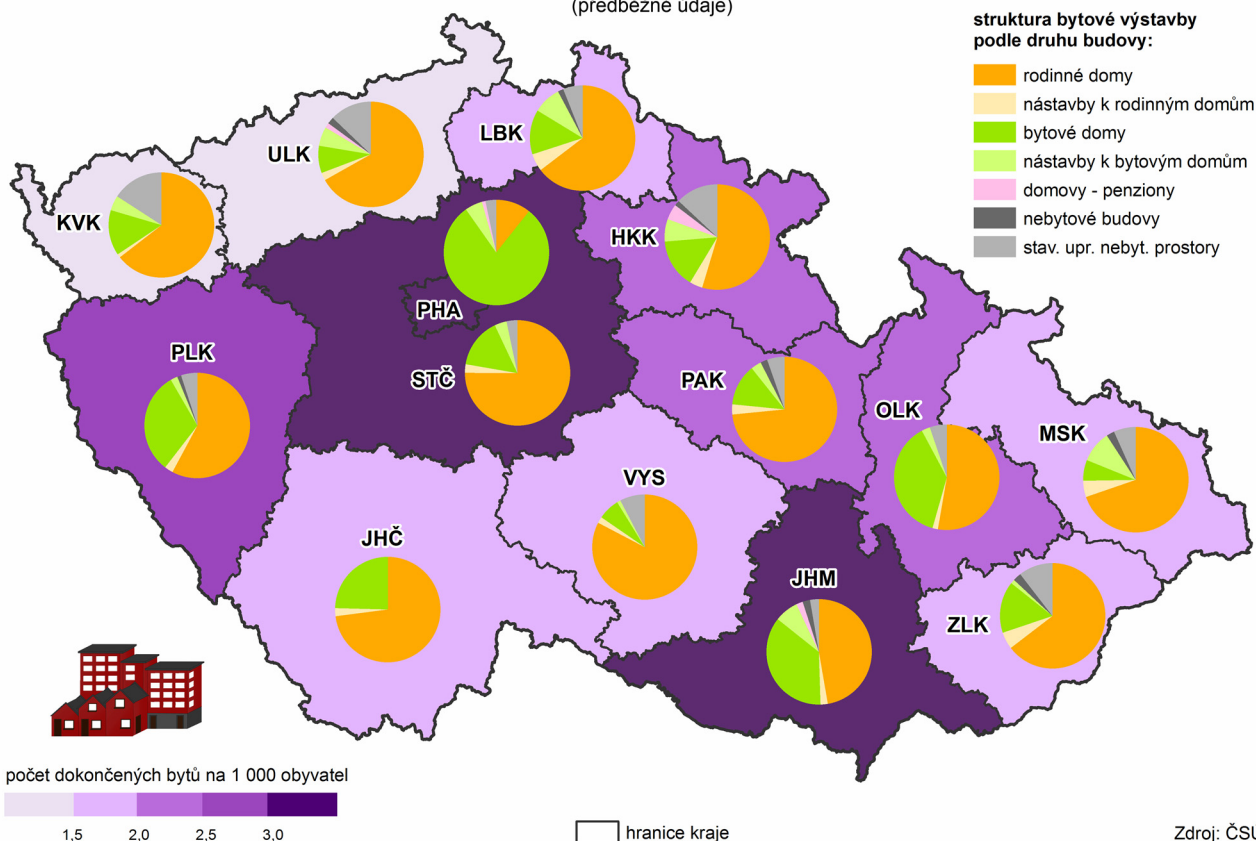 (předběžné údaje)
struktura bytové výstavby
podle druhu budovy:
rodinné domy
nástavby k rodinným domům
bytové domy
nástavby k bytovým domům
domovy - penziony
nebytové budovy
stav. upr. nebyt. prostory
LBK
ULK
KVK
HKK
PHA
PLK
STČ
PAK
OLK
MSK
VYS
JHČ
JHM
ZLK
počet dokončených bytů na 1 000 obyvatel
1,5 2,0 2,5 3,0
hranice kraje
Zdroj: ČSÚ